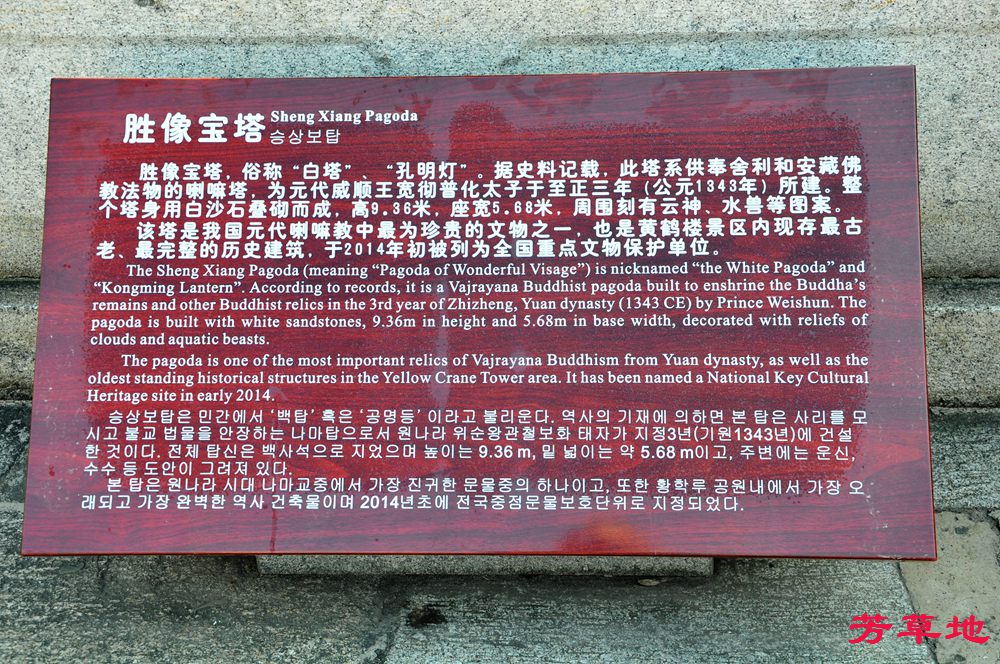 胜像宝塔 Sheng Xiang Pagoda
승상보탑
胜像宝塔，俗称“白塔”、“孔明灯”。据史料记载，此塔系供奉舍利和安藏佛
教法物的喇嘛塔，为元代威顺王宽彻普化太子于至正三年（公元1343年）所建。整
个塔身用白沙石叠砌而成，高9.36米，座宽5.68米，周围刻有云神、水兽等图案。
该塔是我国元代喇嘛教中最为珍贵的文物之一，也是黄鹤楼景区内现存最古
老、最完整的历史建筑，于2014年初被列为全国重点文物保护单位。
The Sheng Xiang Pagoda (meaning “Pagoda of Wonderful Visage”) is nicknamed “the White Pagoda” and
“Kongming Lantern”. According to records, it is a Vajrayana Buddhist pagoda built to enshrine the Buddha’s
remains and other Buddhist relics in the 3rd year of Zhizheng, Yuan dynasty (1343 CE) by Prince Weishun. The
pagoda is built with white sandstones, 9.36m in height and 5.68m in base width, decorated with reliefs of
clouds and aquatic beasts.
The pagoda is one of the most important relics of Vajrayana Buddhism from Yuan dynasty, as well as the
oldest standing historical structures in the Yellow Crane Tower area. It has been named a National Key Cultural
Heritage site in early 2014.
승상보탑은 민간에서 ‘백탑’ 혹은 ‘공명등’ 이라고 불리운다. 역사의 기재에 의하면 본 탑은 사리를 모
시고 불교 법물을 안장하는 나마탑으로서 원나라 위순왕관철보화 태자가 지정3년(기원1343년)에 건설
한 것이다. 전체 탑신은 백사석으로 지었으며 높이는 9.36 m, 밑 넓이는 약 5.68 m이고, 주변에는 운신,
수수 등 도안이 그려져 있다.
본 탑은 원나라 시대 나마교중에서 가장 진귀한 문물중의 하나이고, 또한 황학루 공원내에서 가장 오
래되고 가장 완벽한 역사 건축물이며 2014년초에 전국중점문물보호단위로 지정되었다.
芳草地